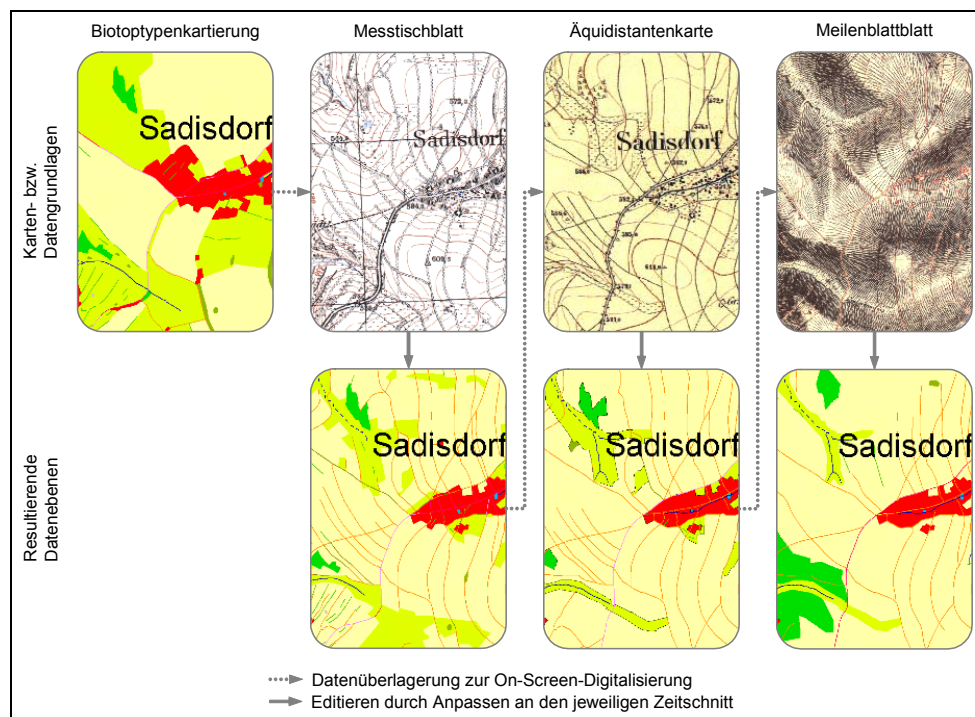 Biotoptypenkartierung
Messtischblatt
Äquidistantenkarte
Meilenblattblatt
Karten- bzw.
Datengrundlagen
Sadisdorf
Sadisdorf
Sadisdorf
Resultierende
Datenebenen
Sadisdorf
Sadisdorf
Sadisdorf
Datenüberlagerung zur On-Screen-Digitalisierung
Editieren durch Anpassen an den jeweiligen Zeitschnitt